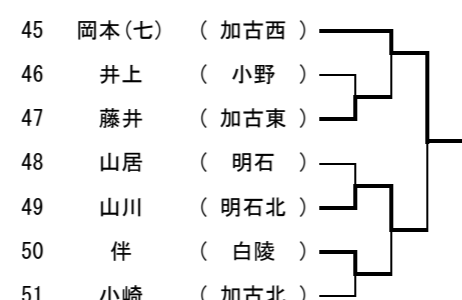 45 岡本(七) ( 加古西 )
46 井上 ( 小野 )
47 藤井 ( 加古東 )
48 山居 ( 明石 )
49 山川 ( 明石北 )
50 伴 ( 白陵 )
51 小崎 ( 加古北 )